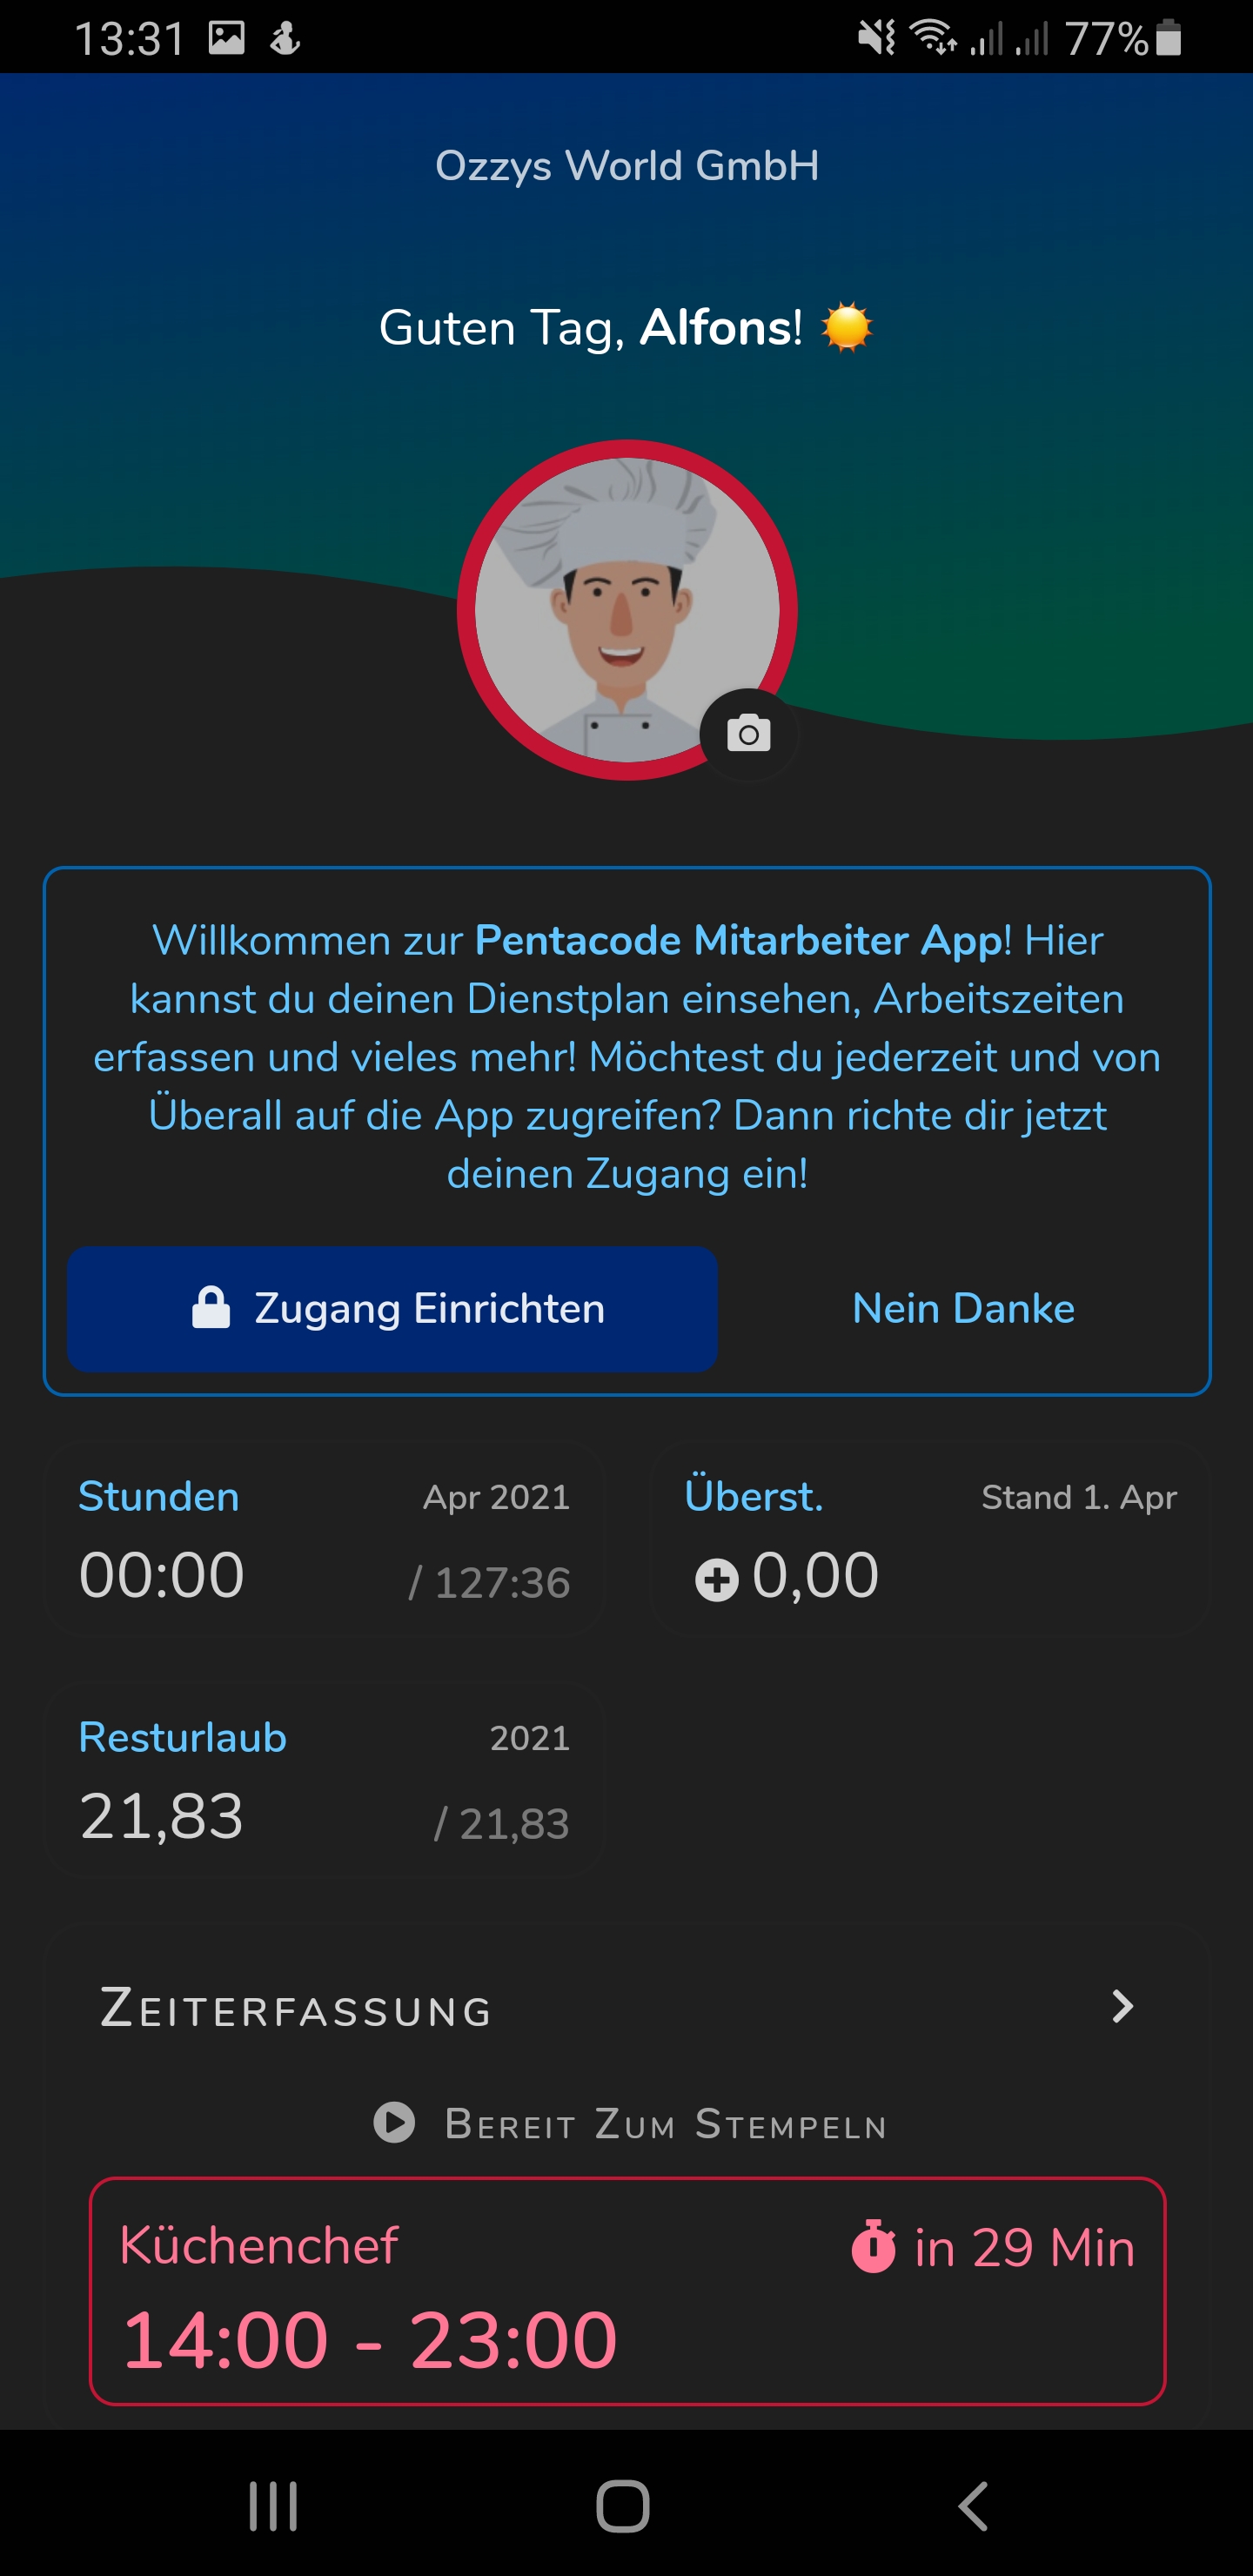 13:31 77%
Ozzys World GmbH
Guten Tag, Alfons! ☀️
Willkommen zur Pentacode Mitarbeiter App! Hier
kannst du deinen Dienstplan einsehen, Arbeitszeiten
erfassen und vieles mehr! Möchtest du jederzeit und von
Überall auf die App zugreifen? Dann richte dir jetzt
deinen Zugang ein!
Zugang Einrichten Nein Danke
Stunden Apr 2021
00:00 / 127:36
Überst. Stand 1. Apr
0,00
Resturlaub 2021
21,83 / 21,83
Zeiterfassung
Bereit Zum Stempeln
Küchenchef in 29 Min
14:00 - 23:00